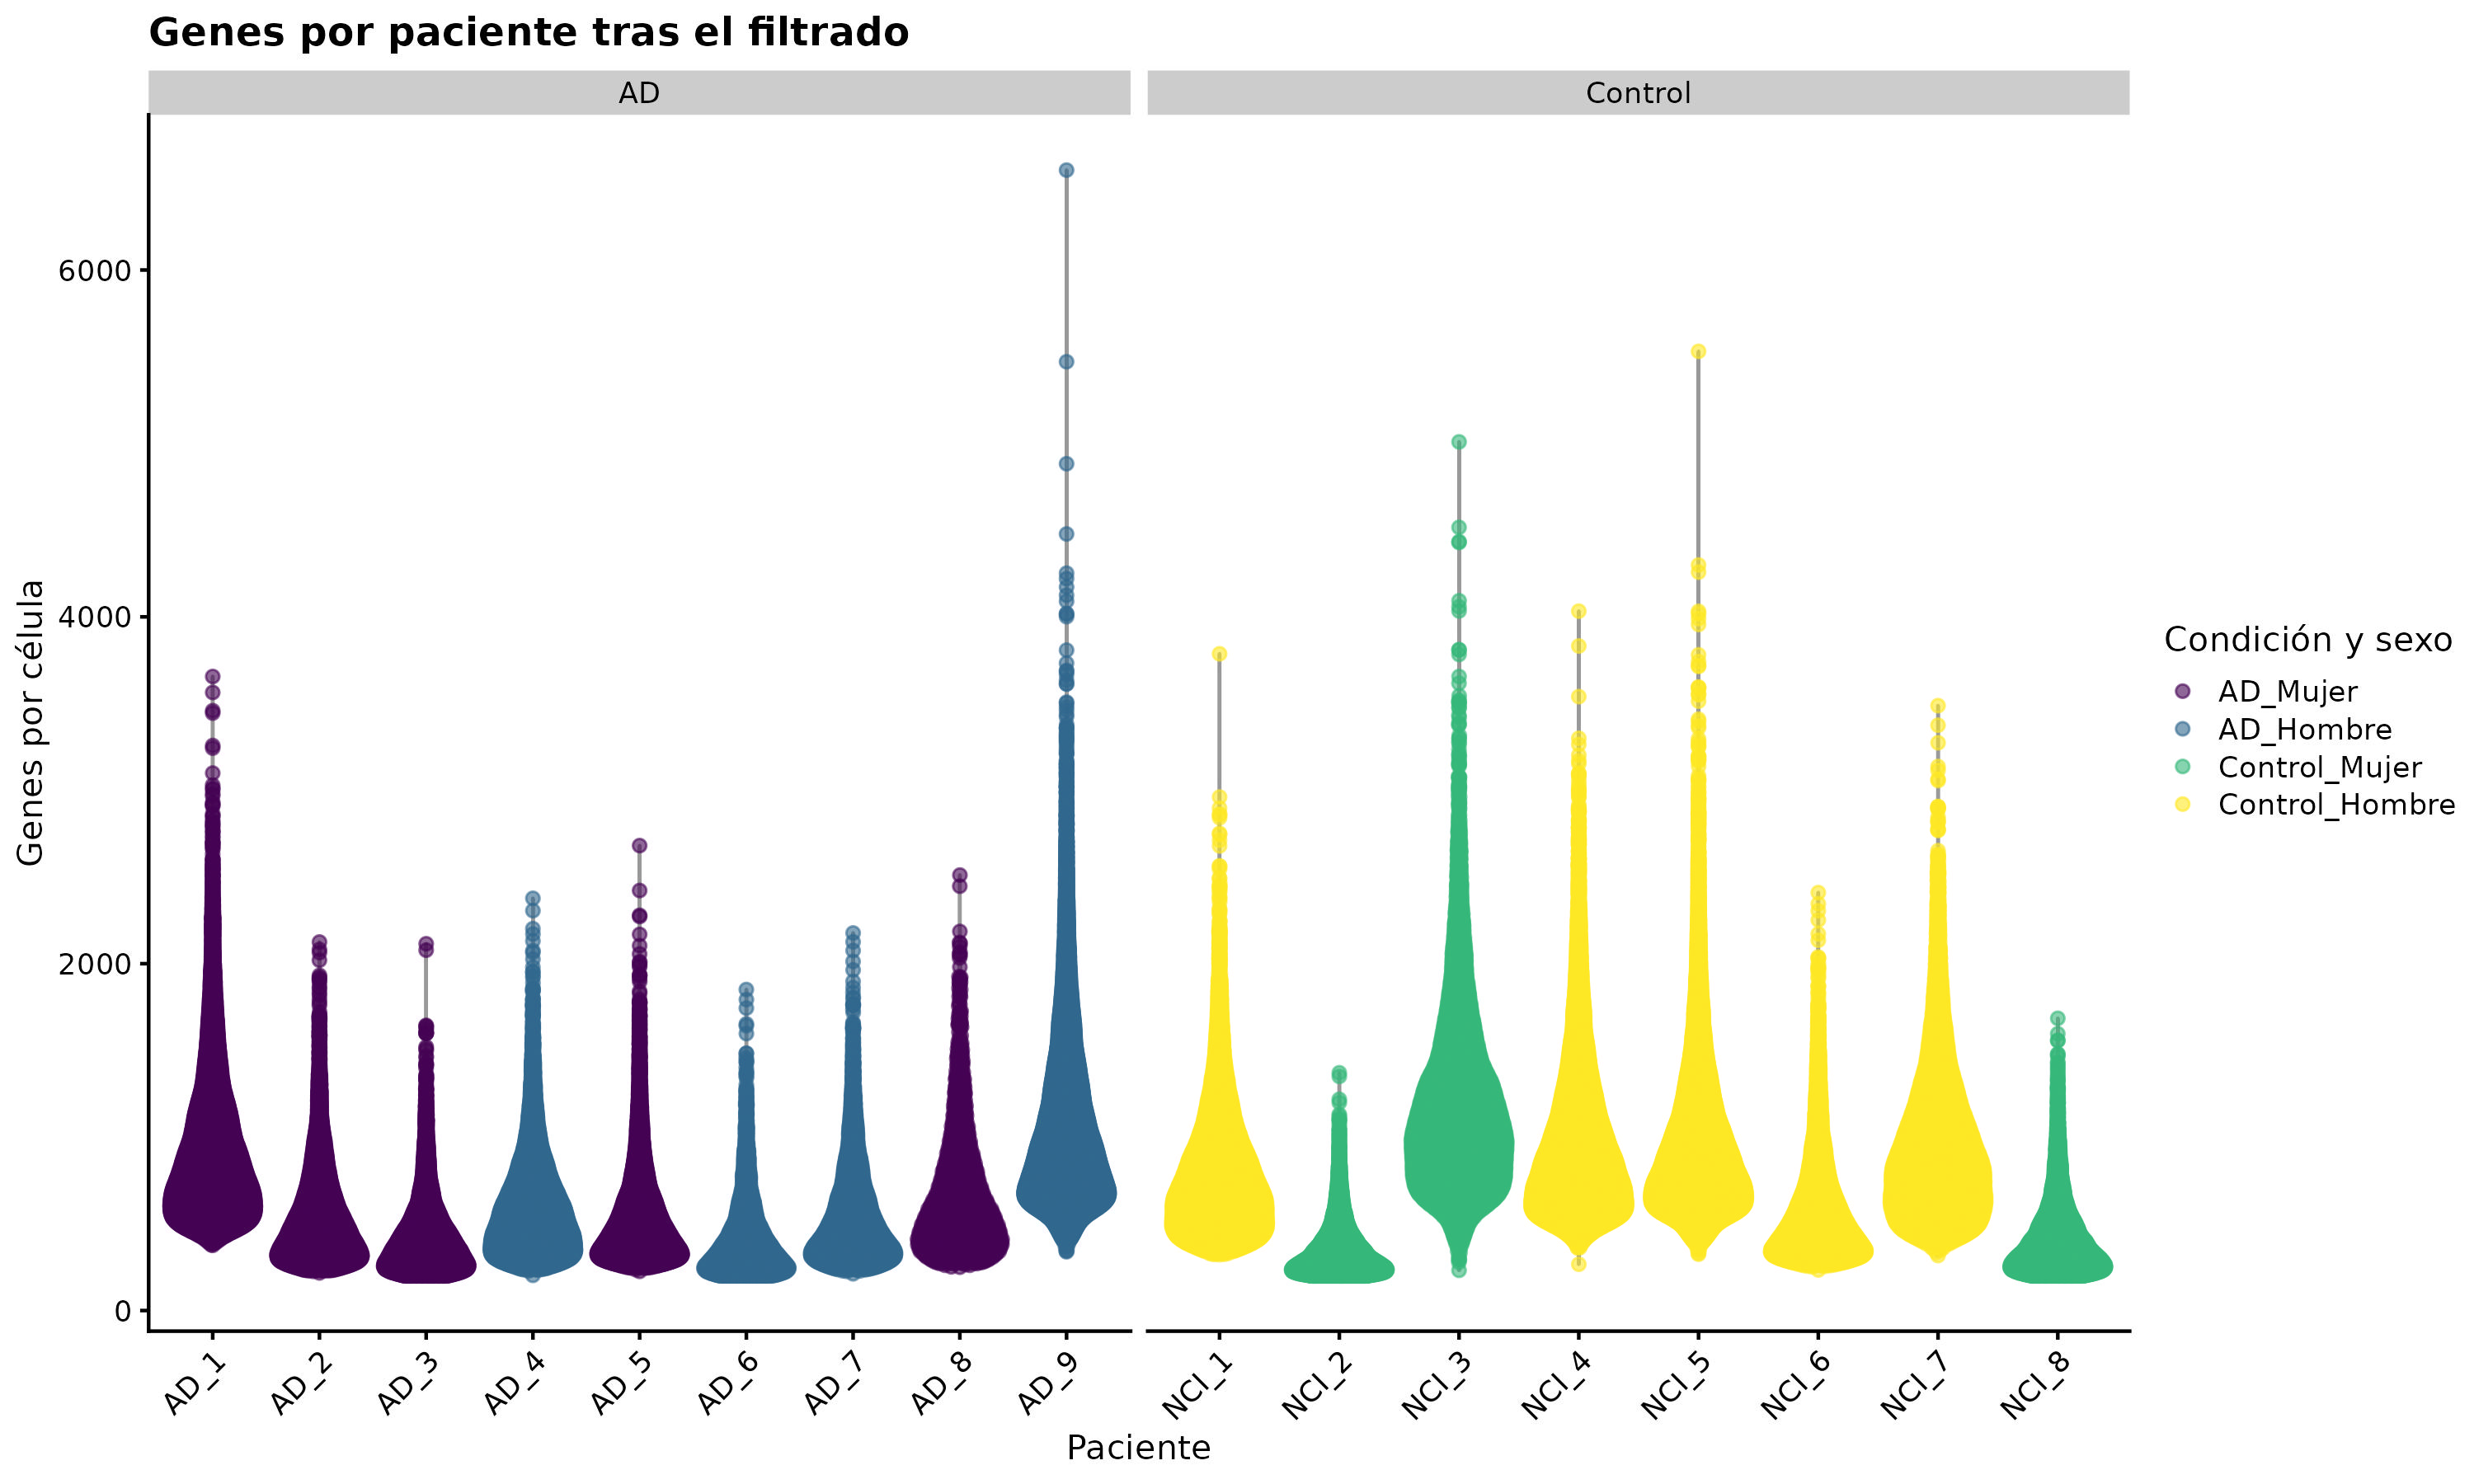 Genes por paciente tras el filtrado
AD
Control
Genes por célula
6000
4000
2000
0
AD_1
AD_2
AD_3
AD_4
AD_5
AD_6
AD_7
AD_8
AD_9
NCI_1
NCI_2
NCI_3
NCI_4
NCI_5
NCI_6
NCI_7
NCI_8
Paciente
Condición y sexo
AD_Mujer
AD_Hombre
Control_Mujer
Control_Hombre